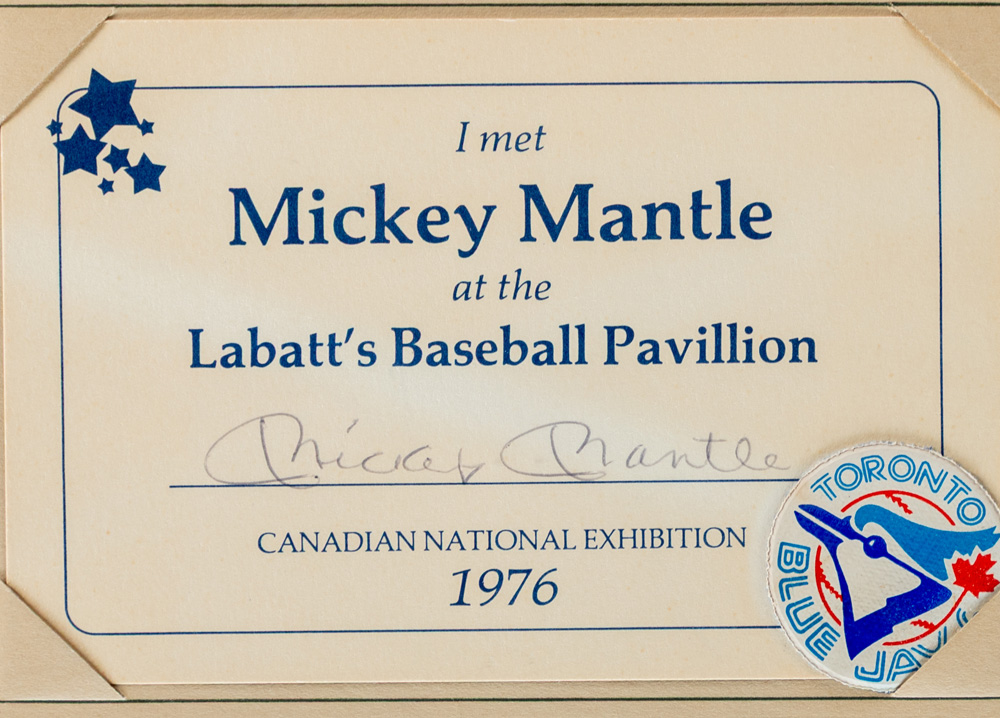 I met
Mickey Mantle
at the
Labatt's Baseball Pavillion
Mickey Mantle
CANADIAN NATIONAL EXHIBITION
1976
TORONTO
BLUE JAYS